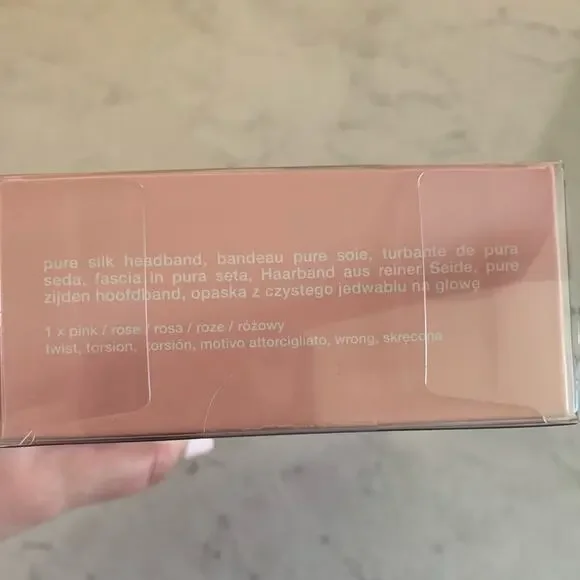 pure silk headband, bandeau pure soie, turbante de pura
seda, fascia in pura seta, Haarband aus reiner Seide, pure
zijden hoofdband, opaska z czystego jedwabiu na głowę
1 x pink / rose / rosa / roze / różowy
twist, torsion, torsión, motivo attorcigliato, wrong, skręcona